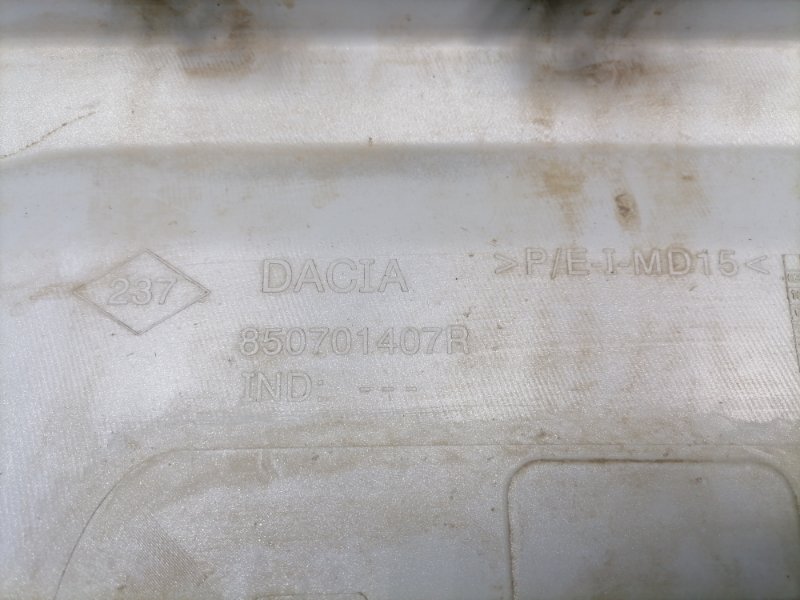 237
DACIA
>P/E-I-MD15<
850701407R
IND: ---